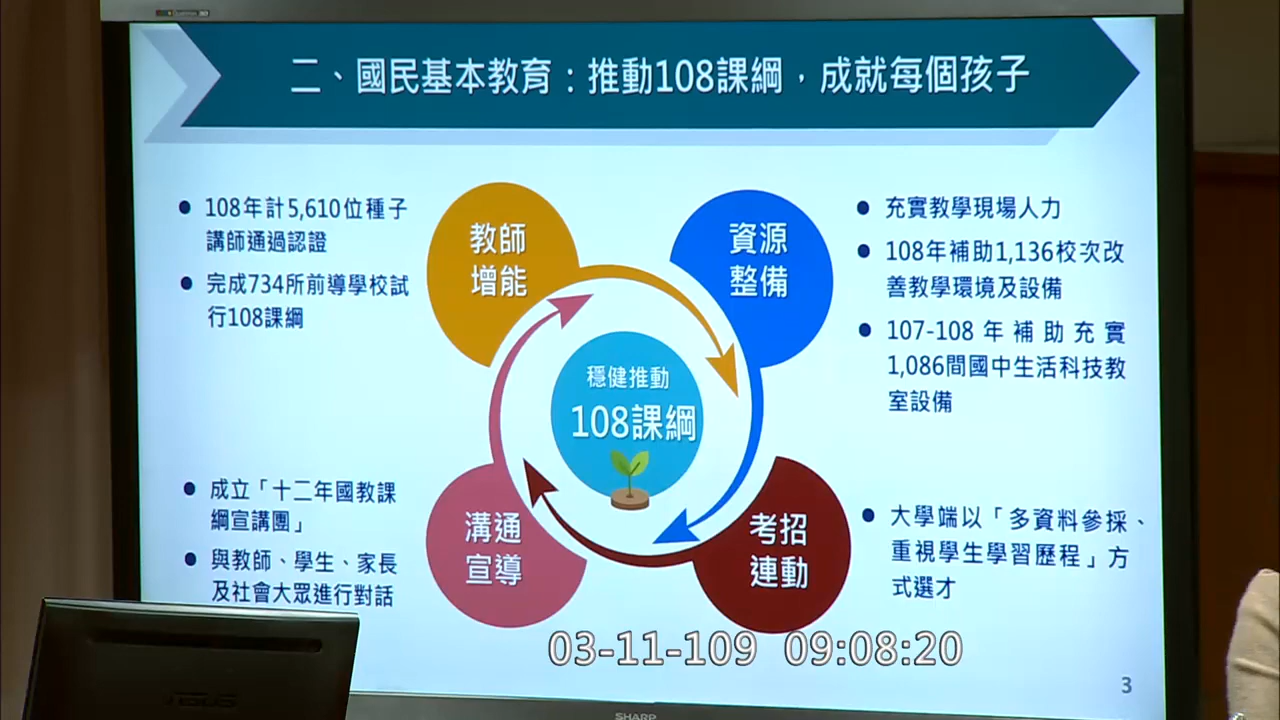 二、國民基本教育：推動108課綱，成就每個孩子
108年計5,610位種子
講師通過認證
完成734所前導學校試
行108課綱
教師
增能
資源
整備
充實教學現場人力
108年補助1,136校次改
善教學環境及設備
107-108年補助充實
1,086間國中生活科技教
室設備
穩健推動
108課綱
成立「十二年國教課
綱宣講團」
與教師、學生、家長
及社會大眾進行對話
溝通
宣導
考招
連動
大學端以「多資料參採、
重視學生學習歷程」方
式選才
03-11-109 09:08:20
3
ASUS
SHARP